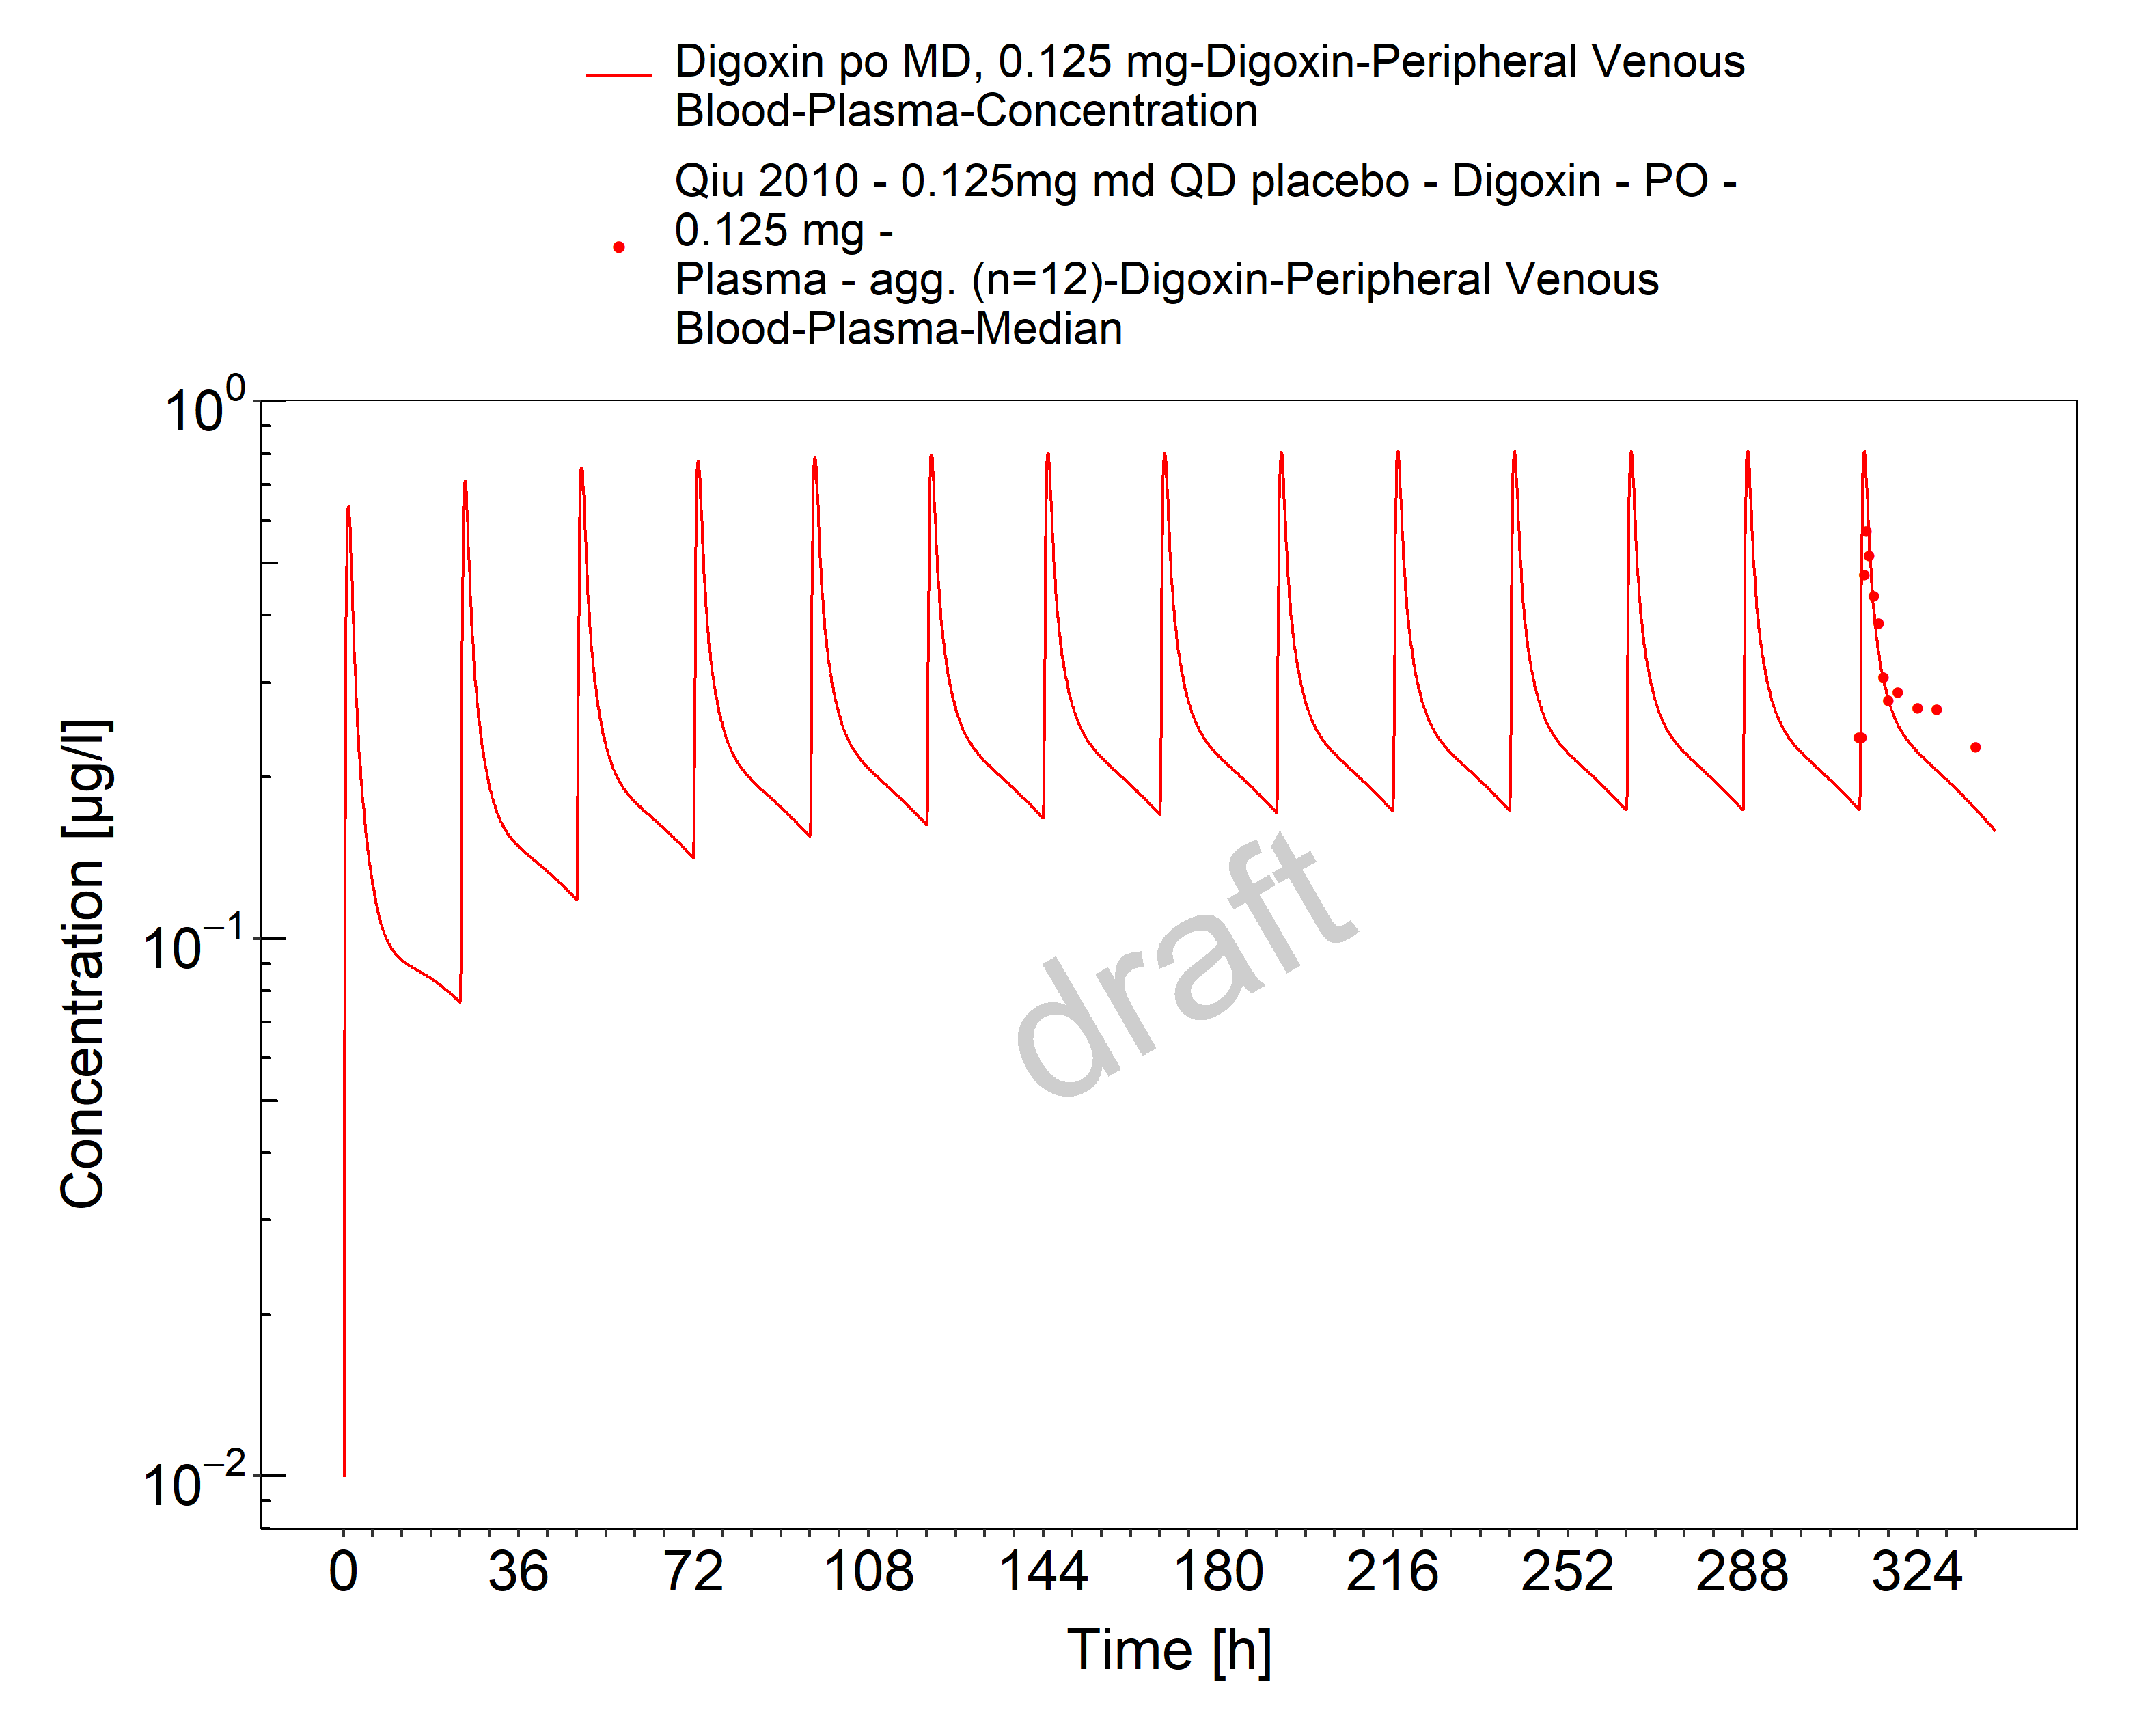 Digoxin po MD, 0.125 mg-Digoxin-Peripheral Venous
Blood-Plasma-Concentration
Qiu 2010 - 0.125mg md QD placebo - Digoxin - PO -
0.125 mg -
Plasma - agg. (n=12)-Digoxin-Peripheral Venous
Blood-Plasma-Median
10⁰
10⁻¹
10⁻²
Concentration [µg/l]
draft
0 36 72 108 144 180 216 252 288 324
Time [h]